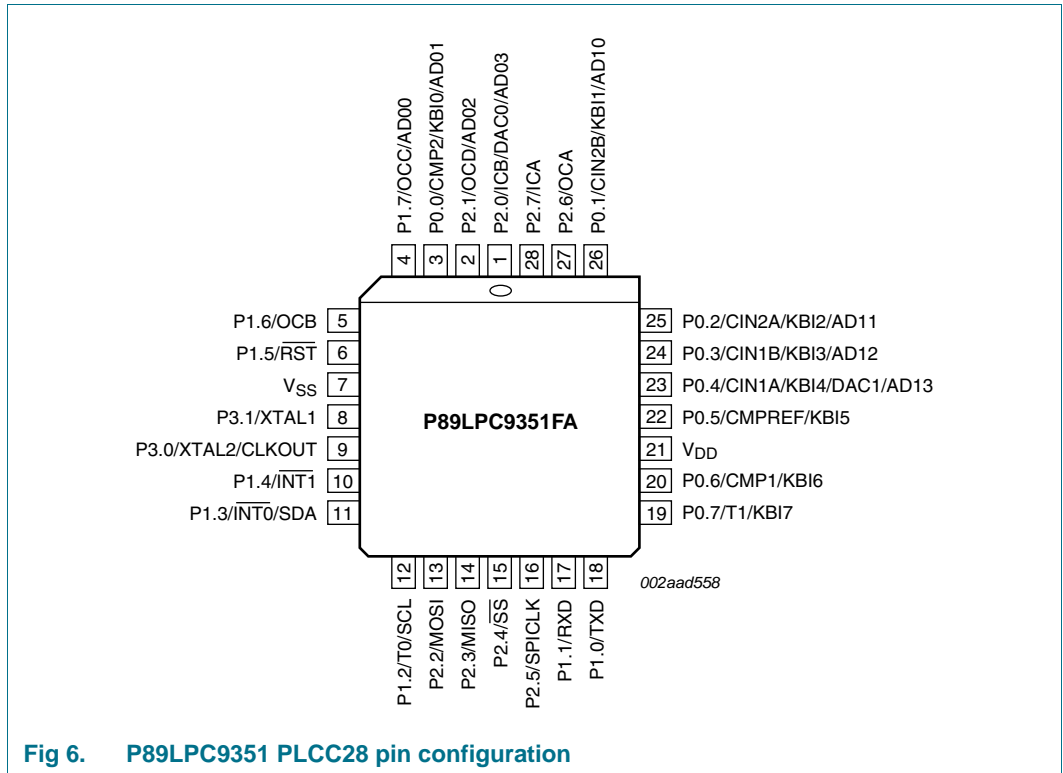 P1.7/OCC/AD00
P0.0/CMP2/KBI0/AD01
P2.1/OCD/AD02
P2.0/ICB/DAC0/AD03
P2.7/ICA
P2.6/OCA
P0.1/CIN2B/KBI1/AD10
4
3
2
1
28
27
26
P1.6/OCB 5
P1.5/RST 6
VSS 7
P3.1/XTAL1 8
P3.0/XTAL2/CLKOUT 9
P1.4/INT1 10
P1.3/INT0/SDA 11
P89LPC9351FA
25 P0.2/CIN2A/KBI2/AD11
24 P0.3/CIN1B/KBI3/AD12
23 P0.4/CIN1A/KBI4/DAC1/AD13
22 P0.5/CMPREF/KBI5
21 VDD
20 P0.6/CMP1/KBI6
19 P0.7/T1/KBI7
12
13
14
15
16
17
18
P1.2/T0/SCL
P2.2/MOSI
P2.3/MISO
P2.4/SS
P2.5/SPICLK
P1.1/RXD
P1.0/TXD
002aad558
Fig 6. P89LPC9351 PLCC28 pin configuration